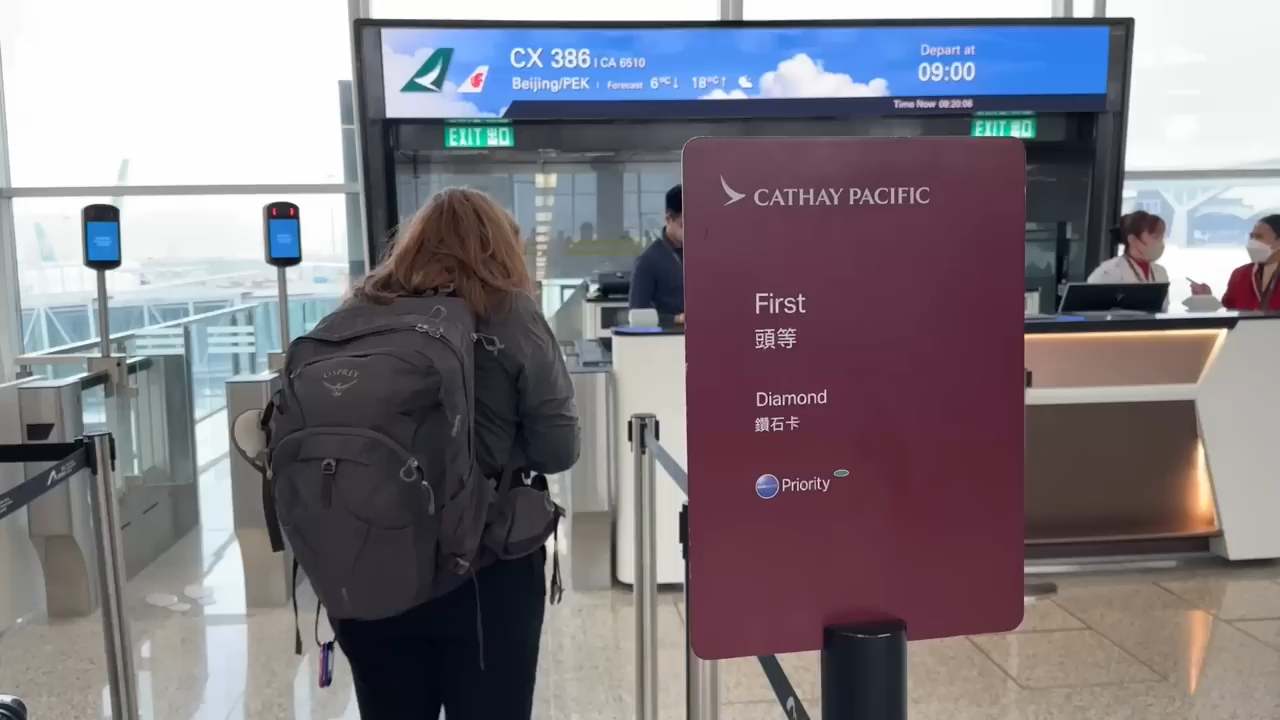 CX 386 | CA 6510
Beijing/PEK | Forecast 6°C↓ 18°C↑
Depart at
09:00
Time Now 08:20:06
EXIT 出口
EXIT 出口
CATHAY PACIFIC
First
頭等
Diamond
鑽石卡
Priority
OSPREY